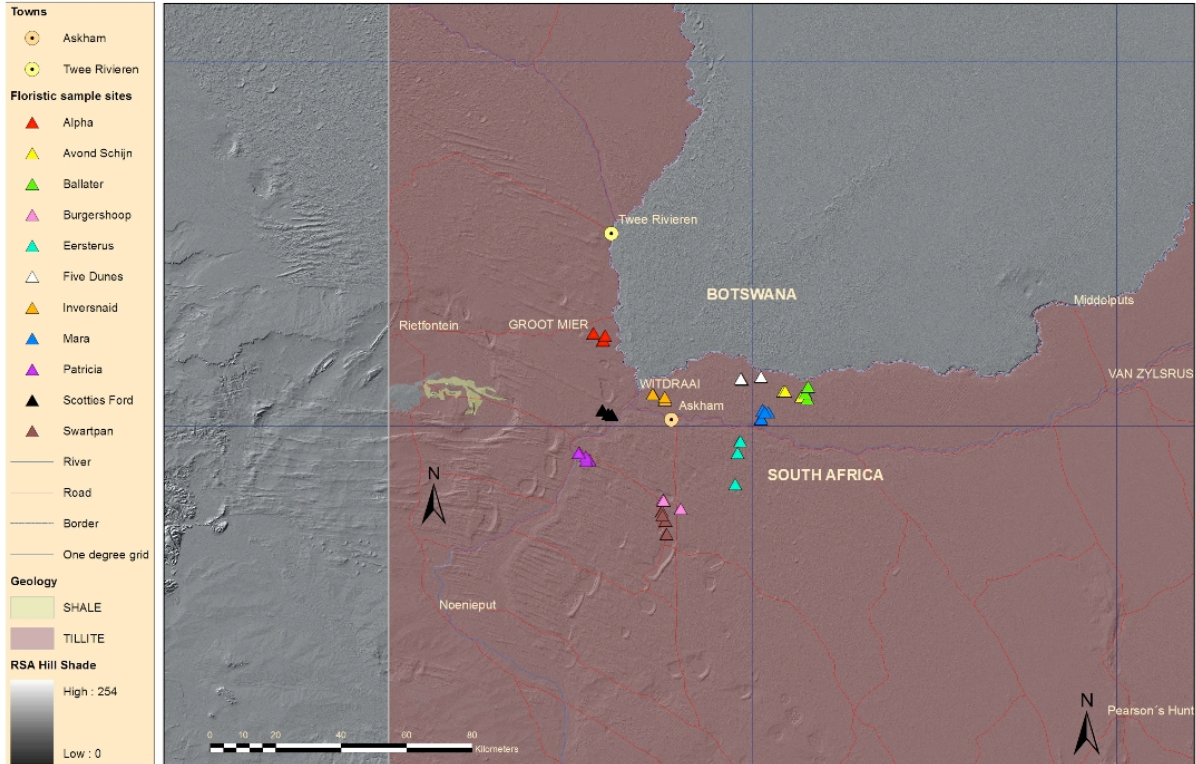 Towns
Askham
Twee Rivieren
Floristic sample sites
Alpha
Avond Schijn
Ballater
Burgershoop
Eersterus
Five Dunes
Inversnaid
Mara
Patricia
Scotties Ford
Swartpan
River
Road
Border
One degree grid
Geology
SHALE
TILLITE
RSA Hill Shade
High : 254
Low : 0
Twee Rivieren
BOTSWANA
Middelputs
Rietfontein
GROOT MIER
VAN ZYLSRUS
WITDRAAI
Askham
SOUTH AFRICA
N
Noenieput
N
Pearson´s Hunt
0 10 20 40 60 80
Kilometers